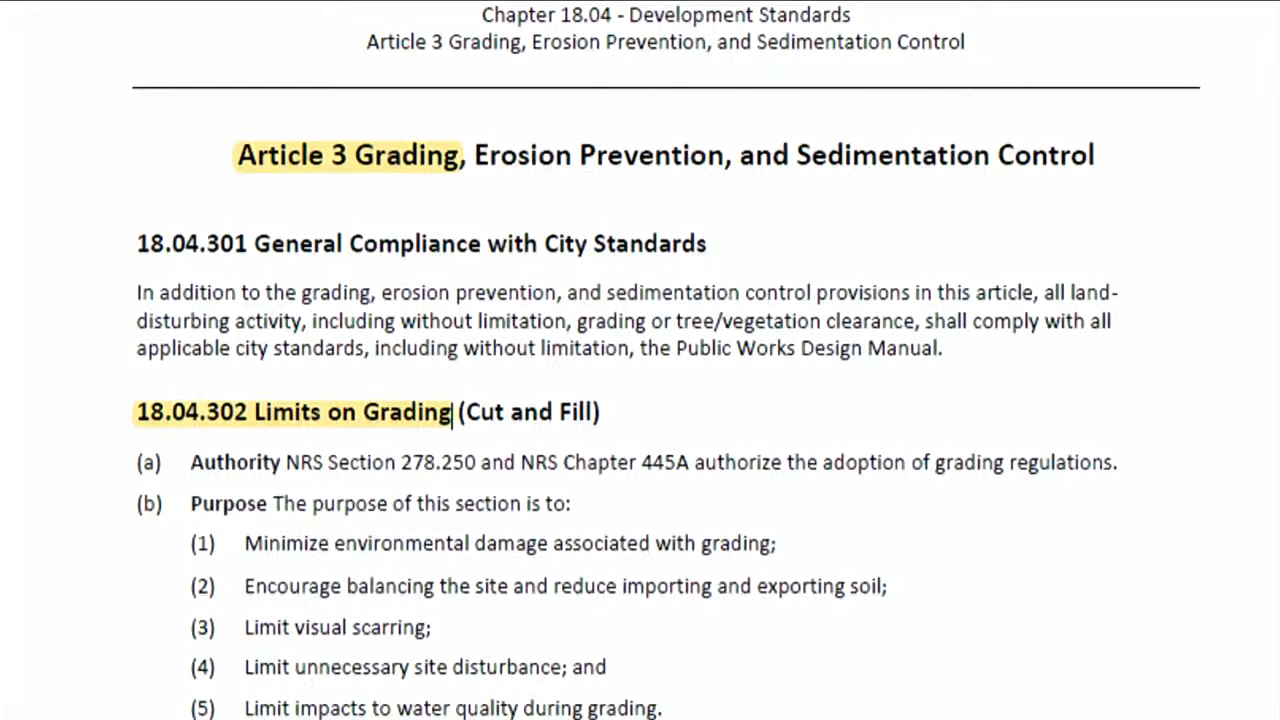 Chapter 18.04 - Development Standards
Article 3 Grading, Erosion Prevention, and Sedimentation Control
Article 3 Grading, Erosion Prevention, and Sedimentation Control
18.04.301 General Compliance with City Standards
In addition to the grading, erosion prevention, and sedimentation control provisions in this article, all land-
disturbing activity, including without limitation, grading or tree/vegetation clearance, shall comply with all
applicable city standards, including without limitation, the Public Works Design Manual.
18.04.302 Limits on Grading (Cut and Fill)
(a) Authority NRS Section 278.250 and NRS Chapter 445A authorize the adoption of grading regulations.
(b) Purpose The purpose of this section is to:
(1) Minimize environmental damage associated with grading;
(2) Encourage balancing the site and reduce importing and exporting soil;
(3) Limit visual scarring;
(4) Limit unnecessary site disturbance; and
(5) Limit impacts to water quality during grading.